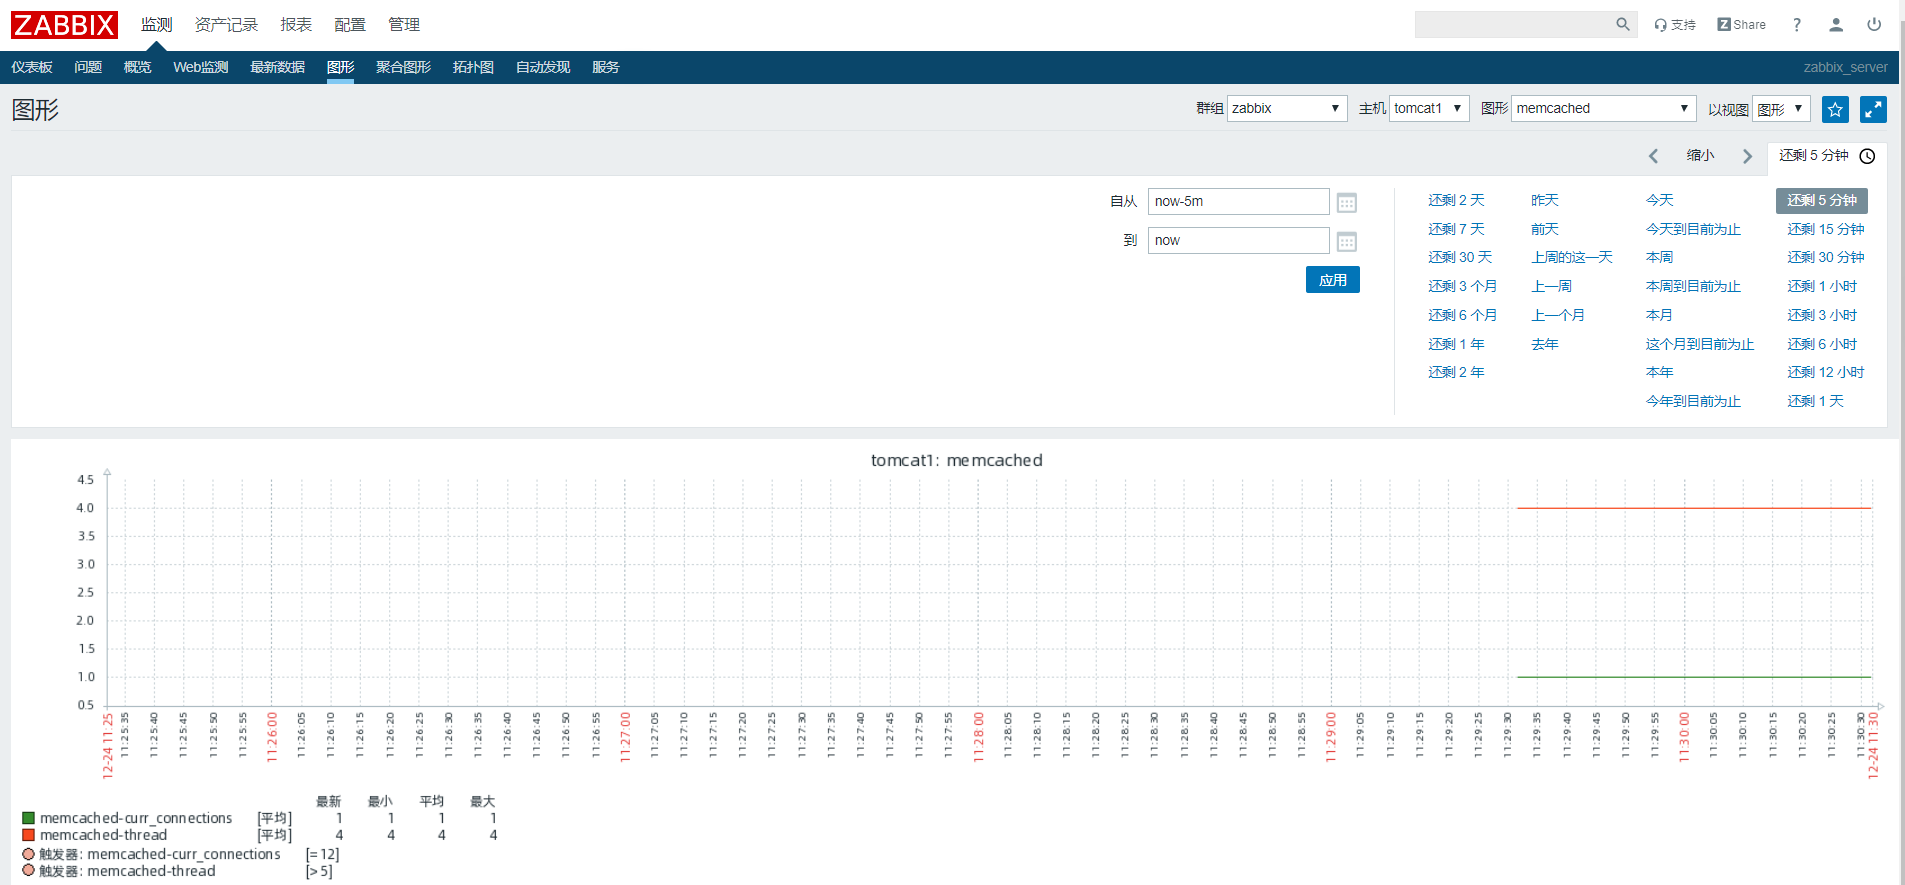 ZABBIX 监测 资产记录 报表 配置 管理 支持 Z Share ?
仪表板 问题 概览 Web监测 最新数据 图形 聚合图形 拓扑图 自动发现 服务 zabbix_server
图形 群组 zabbix 主机 tomcat1 图形 memcached 以视图 图形
缩小 还剩 5 分钟
自从 now-5m
到 now
应用
还剩 2 天 昨天 今天 还剩 5 分钟
还剩 7 天 前天 今天到目前为止 还剩 15 分钟
还剩 30 天 上周的这一天 本周 还剩 30 分钟
还剩 3 个月 上一周 本周到目前为止 还剩 1 小时
还剩 6 个月 上一个月 本月 还剩 3 小时
还剩 1 年 去年 这个月到目前为止 还剩 6 小时
还剩 2 年 本年 还剩 12 小时
今年到目前为止 还剩 1 天
tomcat1: memcached
4.5
4.0
3.5
3.0
2.5
2.0
1.5
1.0
0.5
12-24 11:25 11:25:35 11:25:40 11:25:45 11:25:50 11:25:55 11:26:00 11:26:05 11:26:10 11:26:15 11:26:20 11:26:25 11:26:30 11:26:35 11:26:40 11:26:45 11:26:50 11:26:55 11:27:00 11:27:05 11:27:10 11:27:15 11:27:20 11:27:25 11:27:30 11:27:35 11:27:40 11:27:45 11:27:50 11:27:55 11:28:00 11:28:05 11:28:10 11:28:15 11:28:20 11:28:25 11:28:30 11:28:35 11:28:40 11:28:45 11:28:50 11:28:55 11:29:00 11:29:05 11:29:10 11:29:15 11:29:20 11:29:25 11:29:30 11:29:35 11:29:40 11:29:45 11:29:50 11:29:55 11:30:00 11:30:05 11:30:10 11:30:15 11:30:20 11:30:25 11:30:30 12-24 11:30
最新 最小 平均 最大
memcached-curr_connections [平均] 1 1 1 1
memcached-thread [平均] 4 4 4 4
触发器: memcached-curr_connections [= 12]
触发器: memcached-thread [> 5]